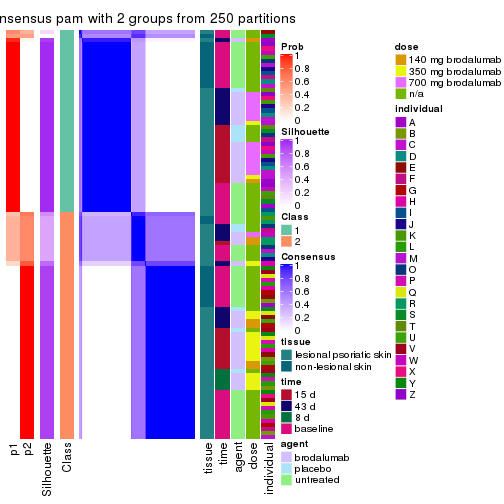 nsensus pam with 2 groups from 250 partitions
Prob
1
0.8
0.6
0.4
0.2
0
Silhouette
1
0.8
0.6
0.4
0.2
0
Class
1
2
Consensus
1
0.8
0.6
0.4
0.2
0
tissue
lesional psoriatic skin
non-lesional skin
time
15 d
43 d
8 d
baseline
agent
brodalumab
placebo
untreated
dose
140 mg brodalumab
350 mg brodalumab
700 mg brodalumab
n/a
individual
A
B
C
D
E
F
G
H
I
J
K
L
M
O
P
Q
R
S
T
U
V
W
X
Y
Z
p1
p2
Silhouette
Class
tissue
time
agent
dose
individual